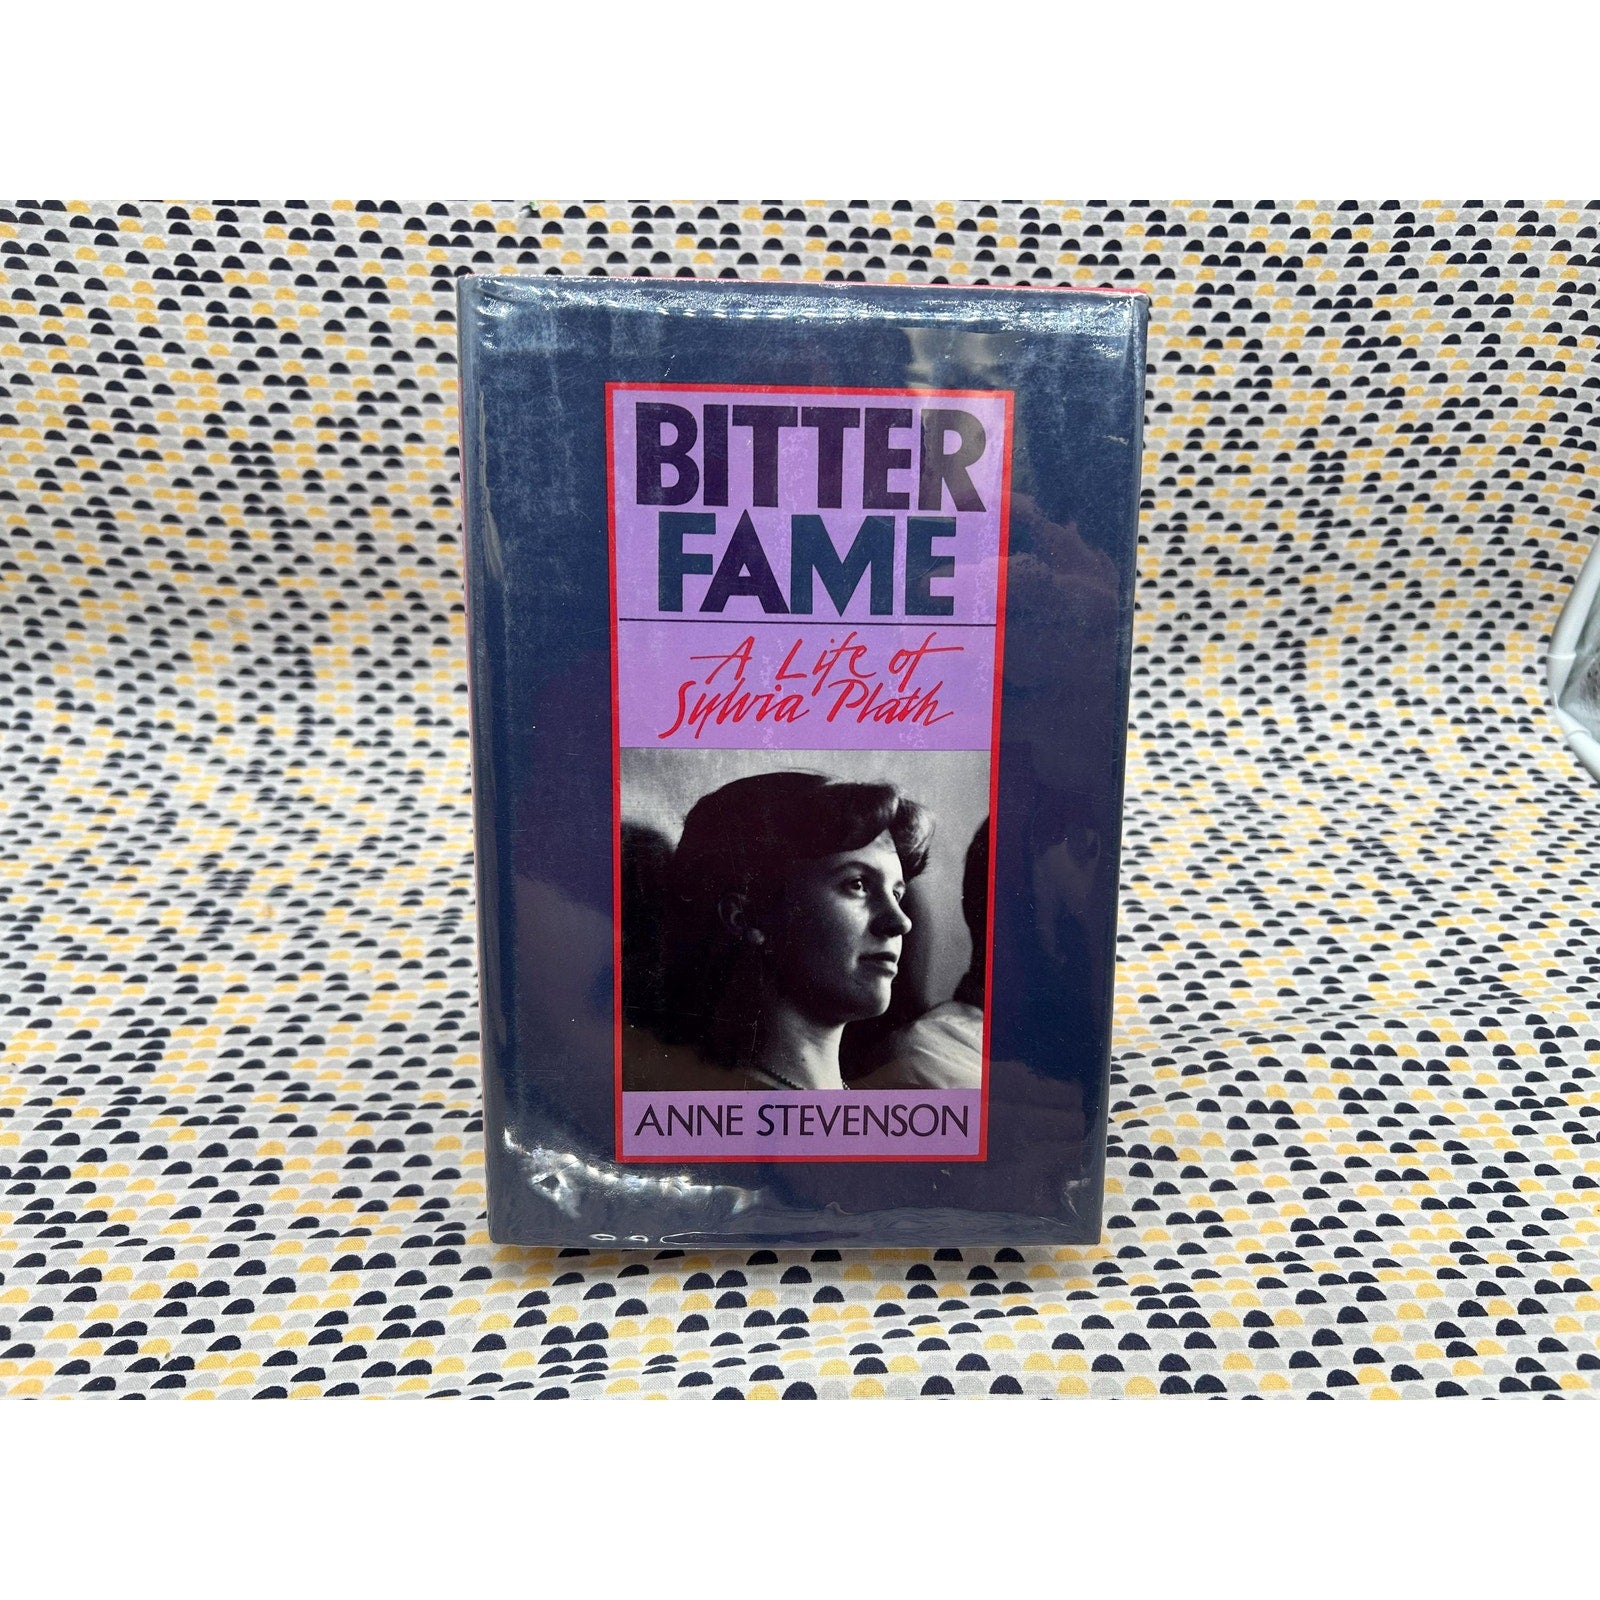 BITTER
FAME
A Life of
Sylvia Plath
ANNE STEVENSON